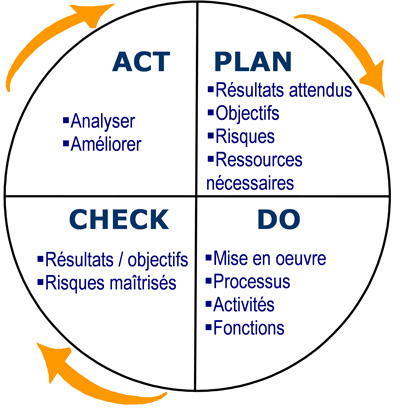 ACT
▪Analyser
▪Améliorer
PLAN
▪Résultats attendus
▪Objectifs
▪Risques
▪Ressources
nécessaires
CHECK
▪Résultats / objectifs
▪Risques maîtrisés
DO
▪Mise en oeuvre
▪Processus
▪Activités
▪Fonctions